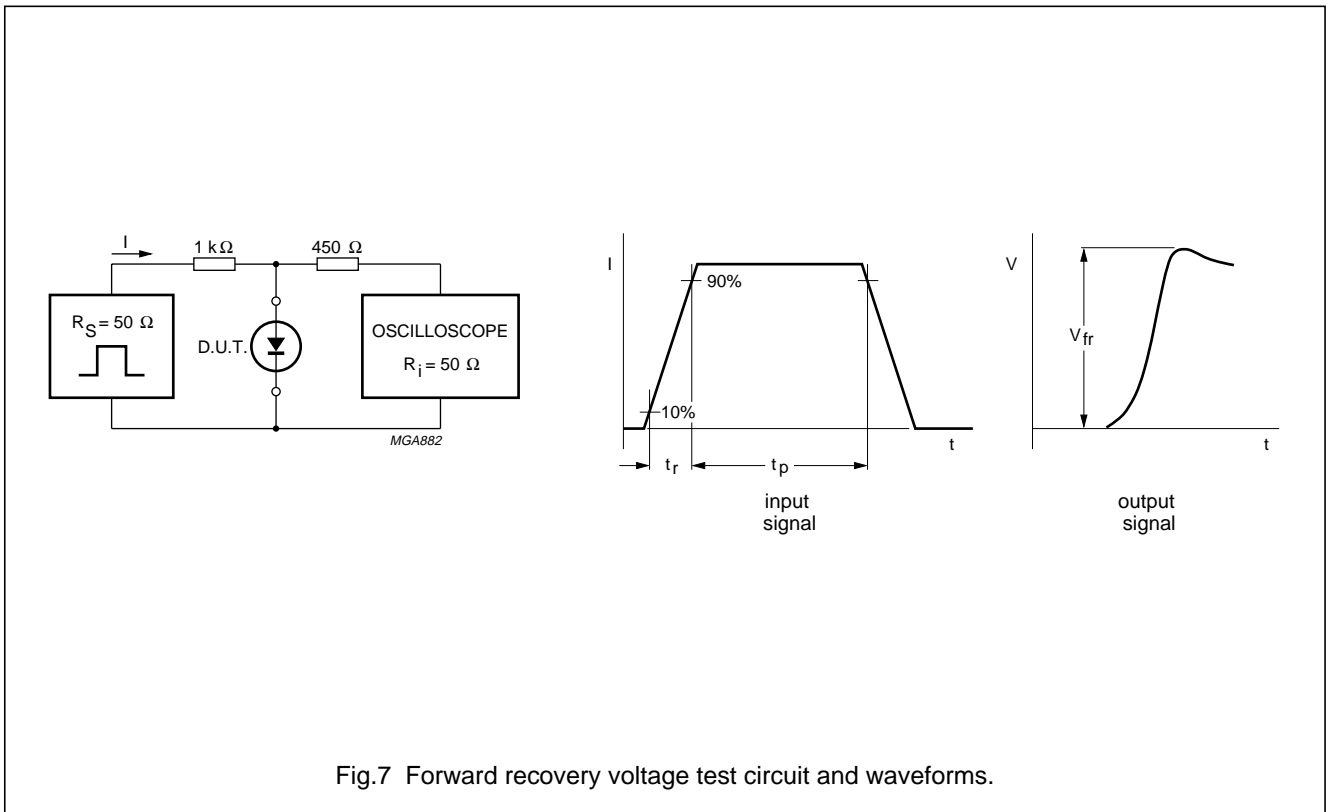 I
1 kΩ
450 Ω
R_S = 50 Ω
D.U.T.
OSCILLOSCOPE
R_i = 50 Ω
MGA882
I
90%
10%
t
t_r
t_p
input
signal
V
V_fr
t
output
signal
Fig.7 Forward recovery voltage test circuit and waveforms.